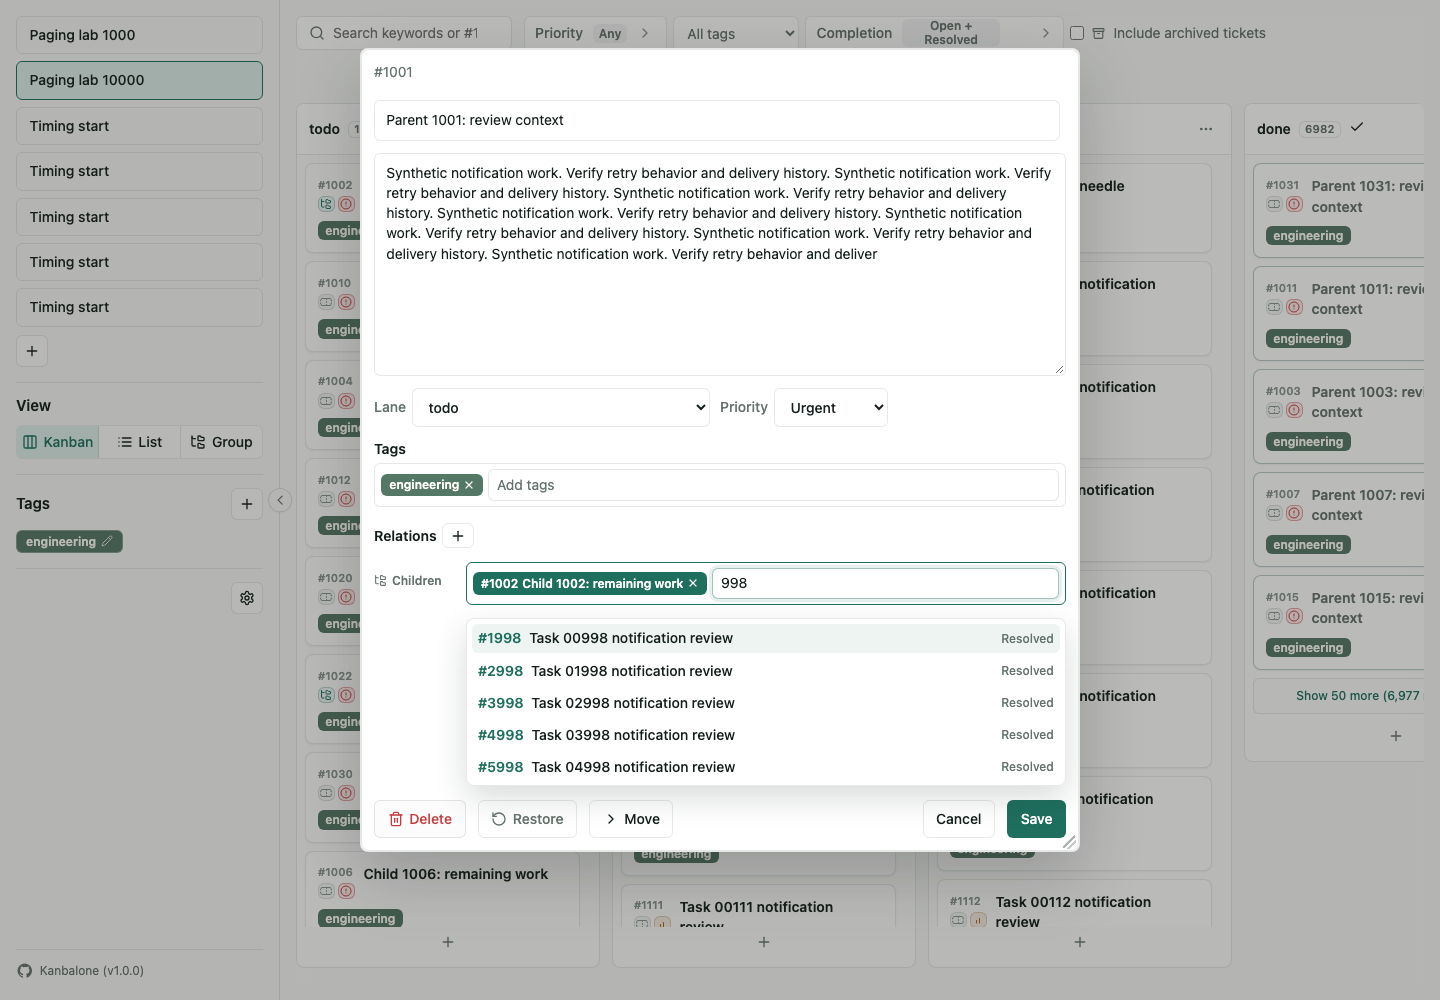 Paging lab 1000
Paging lab 10000
Timing start
Timing start
Timing start
Timing start
Timing start
View
Kanban
List
Group
Tags
engineering
Kanbalone (v1.0.0)
Search keywords or #1
Priority
Any
All tags
Completion
Open +
Resolved
Include archived tickets
todo
#1002
#1010
#1004
#1012
#1020
#1022
#1030
#1006
Child 1006: remaining work
engineering
#1001
Parent 1001: review context
Synthetic notification work. Verify retry behavior and delivery history. Synthetic notification work. Verify
retry behavior and delivery history. Synthetic notification work. Verify retry behavior and delivery
history. Synthetic notification work. Verify retry behavior and delivery history. Synthetic notification
work. Verify retry behavior and delivery history. Synthetic notification work. Verify retry behavior and
delivery history. Synthetic notification work. Verify retry behavior and deliver
Lane
todo
Priority
Urgent
Tags
engineering
Add tags
Relations
Children
#1002 Child 1002: remaining work
998
#1998 Task 00998 notification review Resolved
#2998 Task 01998 notification review Resolved
#3998 Task 02998 notification review Resolved
#4998 Task 03998 notification review Resolved
#5998 Task 04998 notification review Resolved
Delete
Restore
Move
Cancel
Save
engineering
#1111
Task 00111 notification
review
needle
notification
notification
notification
notification
notification
engineering
#1112
Task 00112 notification
review
done
6982
#1031
Parent 1031: revi
context
engineering
#1011
Parent 1011: revi
context
engineering
#1003
Parent 1003: revi
context
engineering
#1007
Parent 1007: revi
context
engineering
#1015
Parent 1015: revi
context
engineering
Show 50 more (6,977